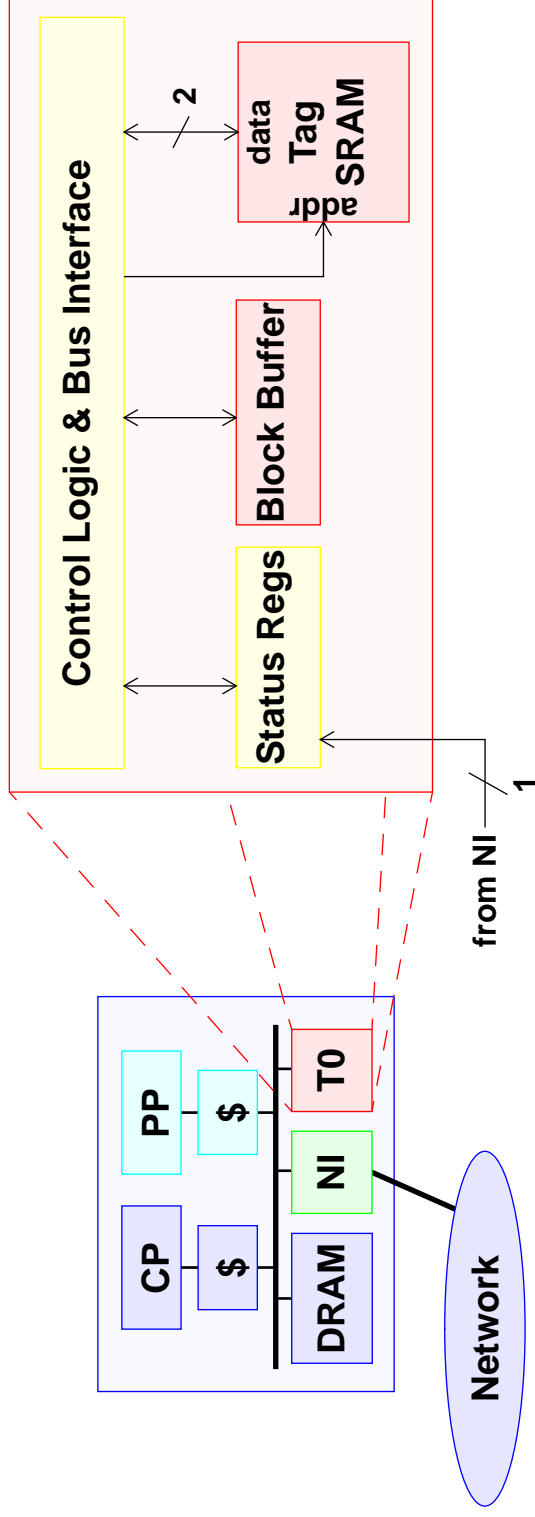 CP
PP
$
$
DRAM
NI
T0
Network
Control Logic & Bus Interface
2
Status Regs
Block Buffer
data
Tag
SRAM
addr
from NI
1